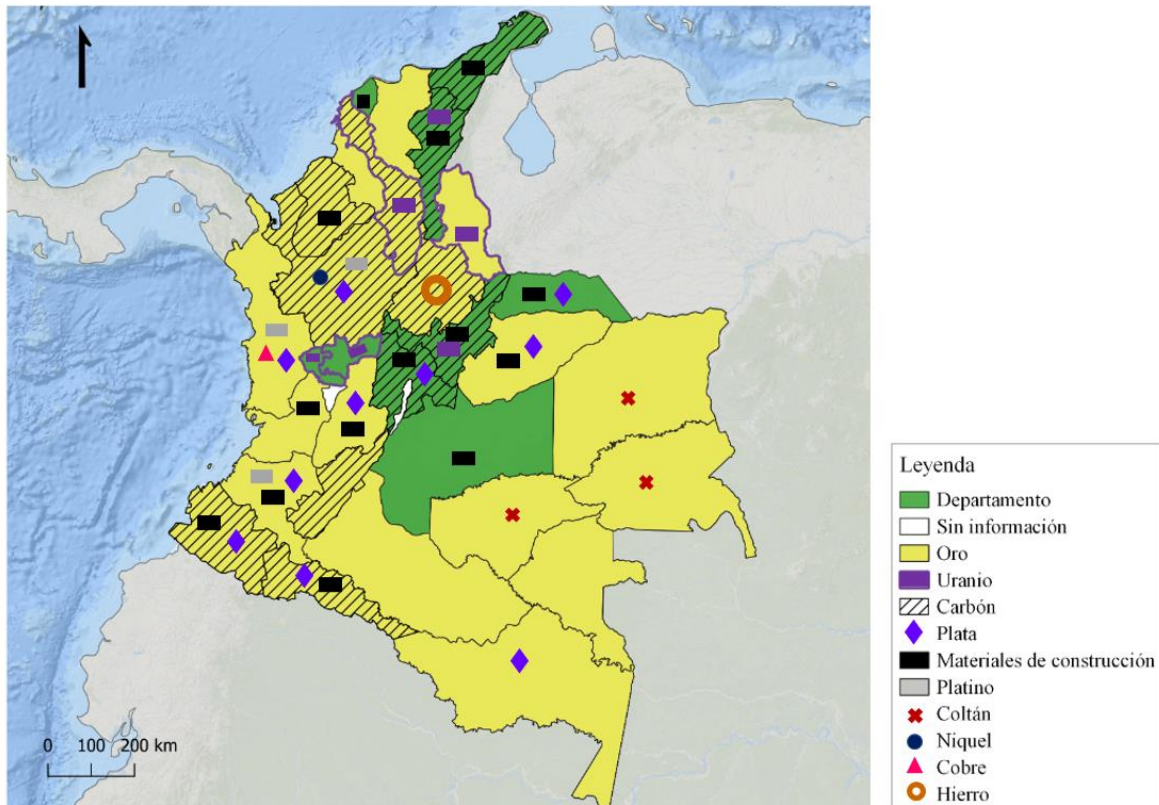 0 100 200 km
Leyenda
Departamento
Sin información
Oro
Uranio
Carbón
Plata
Materiales de construcción
Platino
Coltán
Niquel
Cobre
Hierro